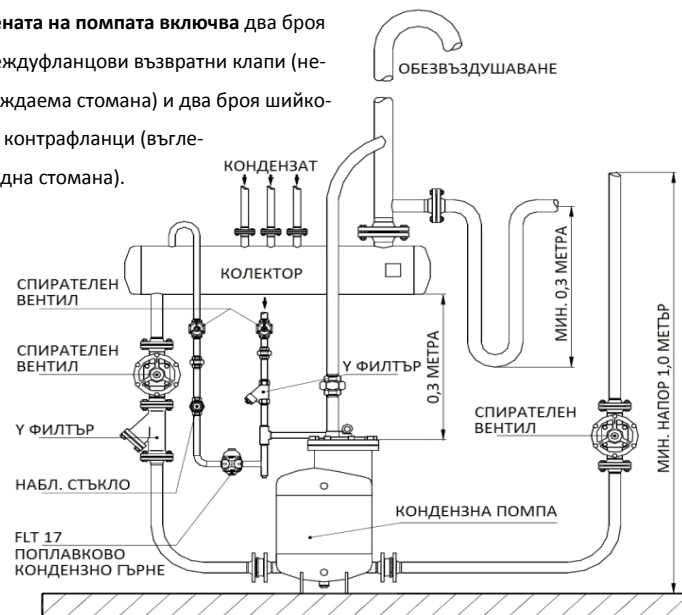 ената на помпата включва два броя
ждуфланцови възвратни клапи (не-
ждаема стомана) и два броя шийко-
контрафланци (въгле-
дна стомана).
ОБЕЗВЪЗДУШАВАНЕ
КОНДЕНЗАТ
КОЛЕКТОР
СПИРАТЕЛЕН
ВЕНТИЛ
СПИРАТЕЛЕН
ВЕНТИЛ
Y ФИЛТЪР
Y ФИЛТЪР
0,3 МЕТРА
МИН. 0,3 МЕТРА
МИН. НАПОР 1,0 МЕТЪР
СПИРАТЕЛЕН
ВЕНТИЛ
НАБЛ. СТЪКЛО
КОНДЕНЗНА ПОМПА
FLT 17
ПОПЛАВКОВО
КОНДЕНЗНО ГЪРНЕ